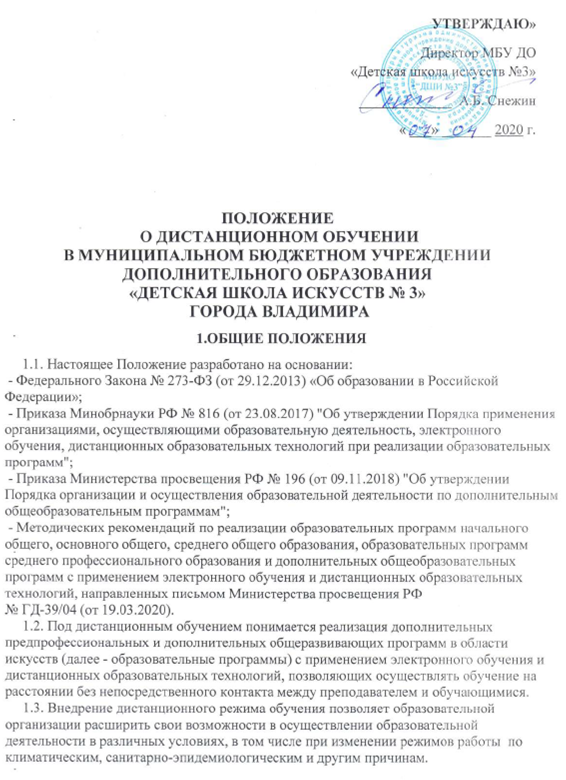 УТВЕРЖДАЮ»
Директор МБУ ДО
«Детская школа искусств №3»
А.Б. Снежин
«07» 04 2020 г.
ПОЛОЖЕНИЕ
О ДИСТАНЦИОННОМ ОБУЧЕНИИ
В МУНИЦИПАЛЬНОМ БЮДЖЕТНОМ УЧРЕЖДЕНИИ
ДОПОЛНИТЕЛЬНОГО ОБРАЗОВАНИЯ
«ДЕТСКАЯ ШКОЛА ИСКУССТВ № 3»
ГОРОДА ВЛАДИМИРА
1.ОБЩИЕ ПОЛОЖЕНИЯ
1.1. Настоящее Положение разработано на основании:
- Федерального Закона № 273-ФЗ (от 29.12.2013) «Об образовании в Российской
Федерации»;
- Приказа Минобрнауки РФ № 816 (от 23.08.2017) "Об утверждении Порядка применения
организациями, осуществляющими образовательную деятельность, электронного
обучения, дистанционных образовательных технологий при реализации образовательных
программ";
- Приказа Министерства просвещения РФ № 196 (от 09.11.2018) "Об утверждении
Порядка организации и осуществления образовательной деятельности по дополнительным
общеобразовательным программам";
- Методических рекомендаций по реализации образовательных программ начального
общего, основного общего, среднего общего образования, образовательных программ
среднего профессионального образования и дополнительных общеобразовательных
программ с применением электронного обучения и дистанционных образовательных
технологий, направленных письмом Министерства просвещения РФ
№ ГД-39/04 (от 19.03.2020).
1.2. Под дистанционным обучением понимается реализация дополнительных
предпрофессиональных и дополнительных общеразвивающих программ в области
искусств (далее - образовательные программы) с применением электронного обучения и
дистанционных образовательных технологий, позволяющих осуществлять обучение на
расстоянии без непосредственного контакта между преподавателем и обучающимися.
1.3. Внедрение дистанционного режима обучения позволяет образовательной
организации расширить свои возможности в осуществлении образовательной
деятельности в различных условиях, в том числе при изменении режимов работы по
климатическим, санитарно-эпидемиологическим и другим причинам.